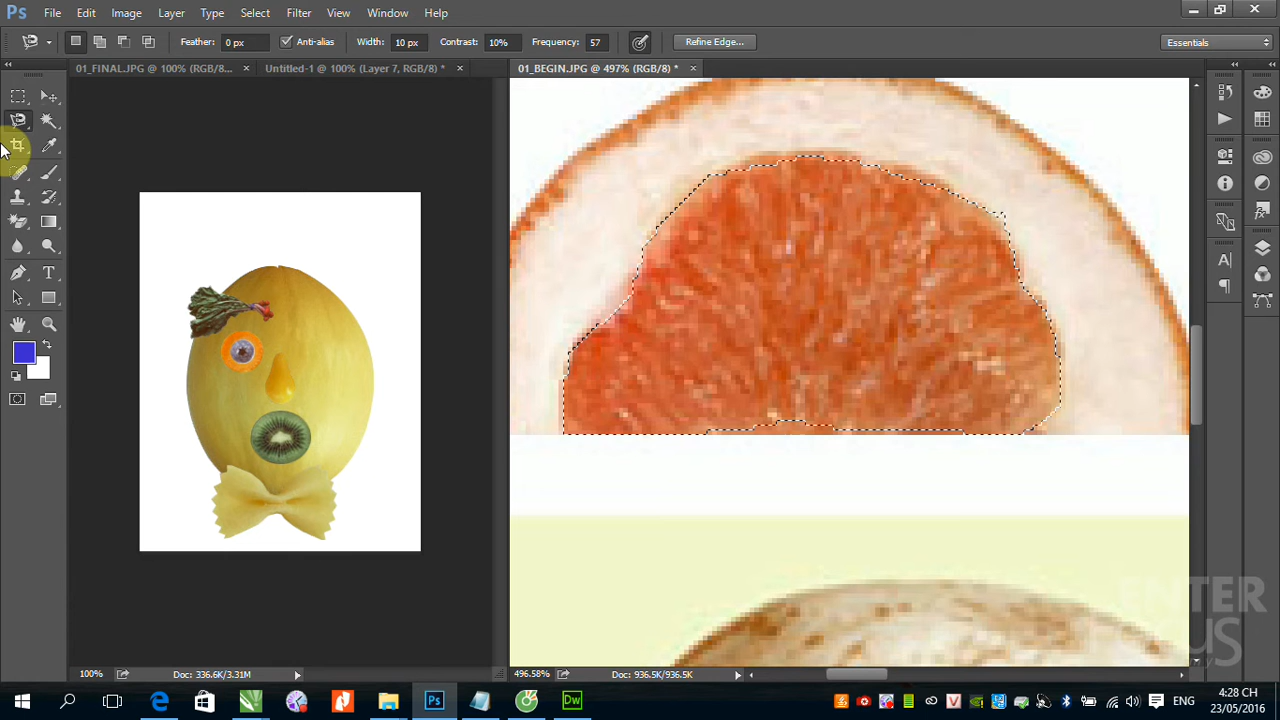 Ps File Edit Image Layer Type Select Filter View Window Help
Feather: 0 px Anti-alias Width: 10 px Contrast: 10% Frequency: 57 Refine Edge... Essentials
01_FINAL.JPG @ 100% (RGB/8... × Untitled-1 @ 100% (Layer 7, RGB/8) * × 01_BEGIN.JPG @ 497% (RGB/8) * ×
100% Doc: 336.6K/3.31M 496.58% Doc: 936.5K/936.5K
ENTER
Ps Dw V ENG 4:28 CH
23/05/2016